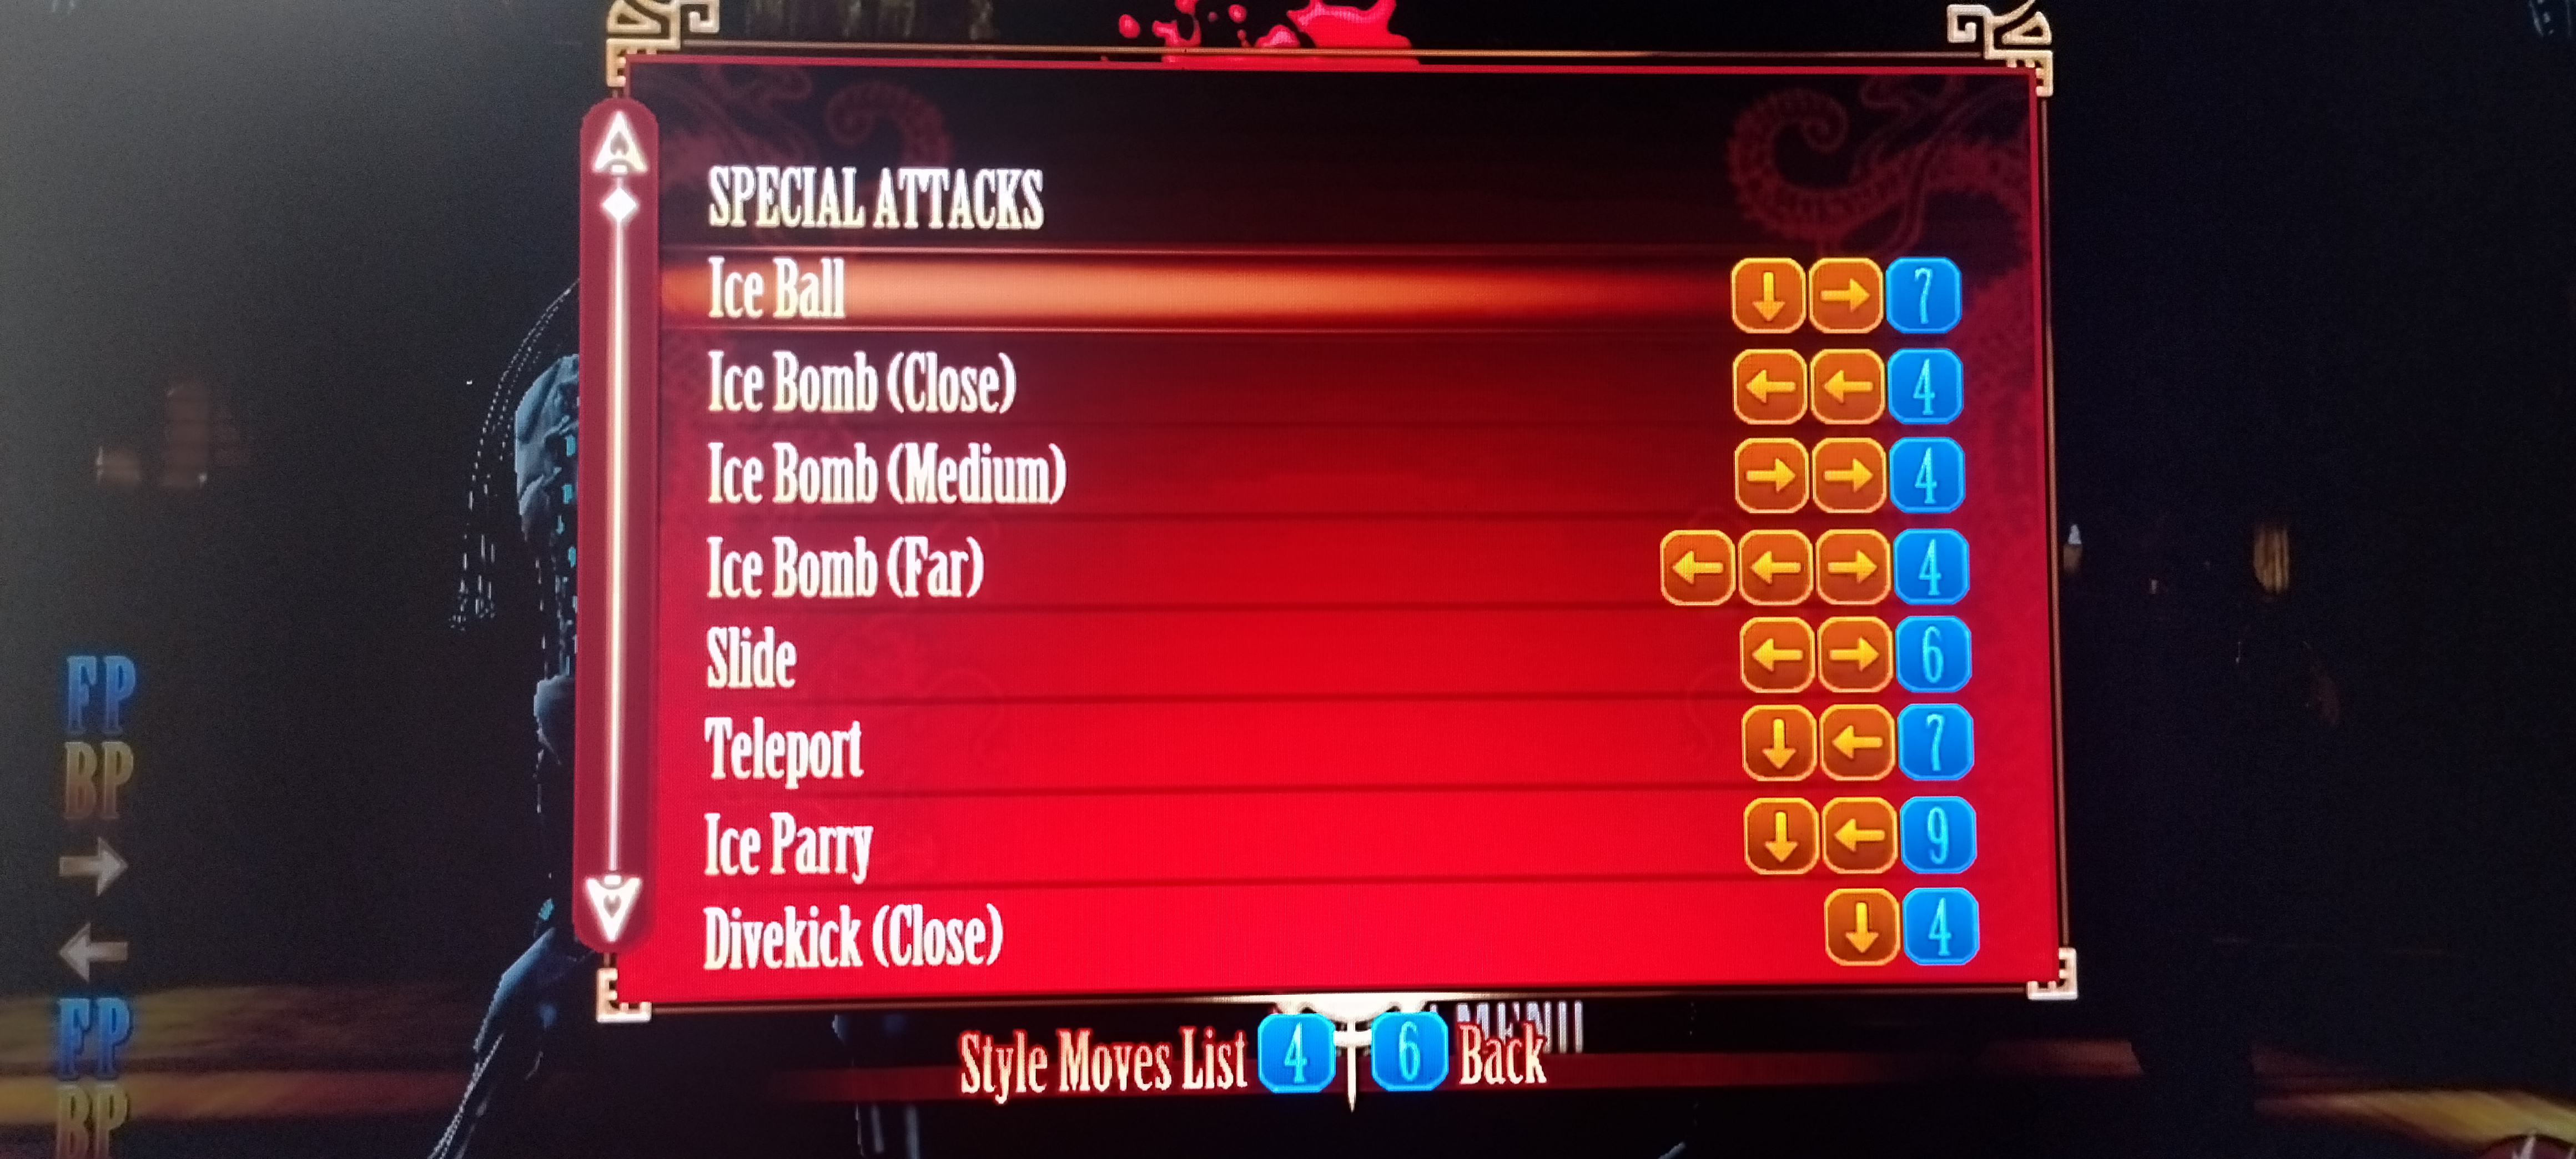 SPECIAL ATTACKS
Ice Ball ↓ → 7
Ice Bomb (Close) ← ← 4
Ice Bomb (Medium) → → 4
Ice Bomb (Far) ← ← → 4
Slide ← → 6
Teleport ↓ ← 7
Ice Parry ↓ ← 9
Divekick (Close) ↓ 4
FP
BP
→
←
FP
BP
MENU
Style Moves List 4 6 Back